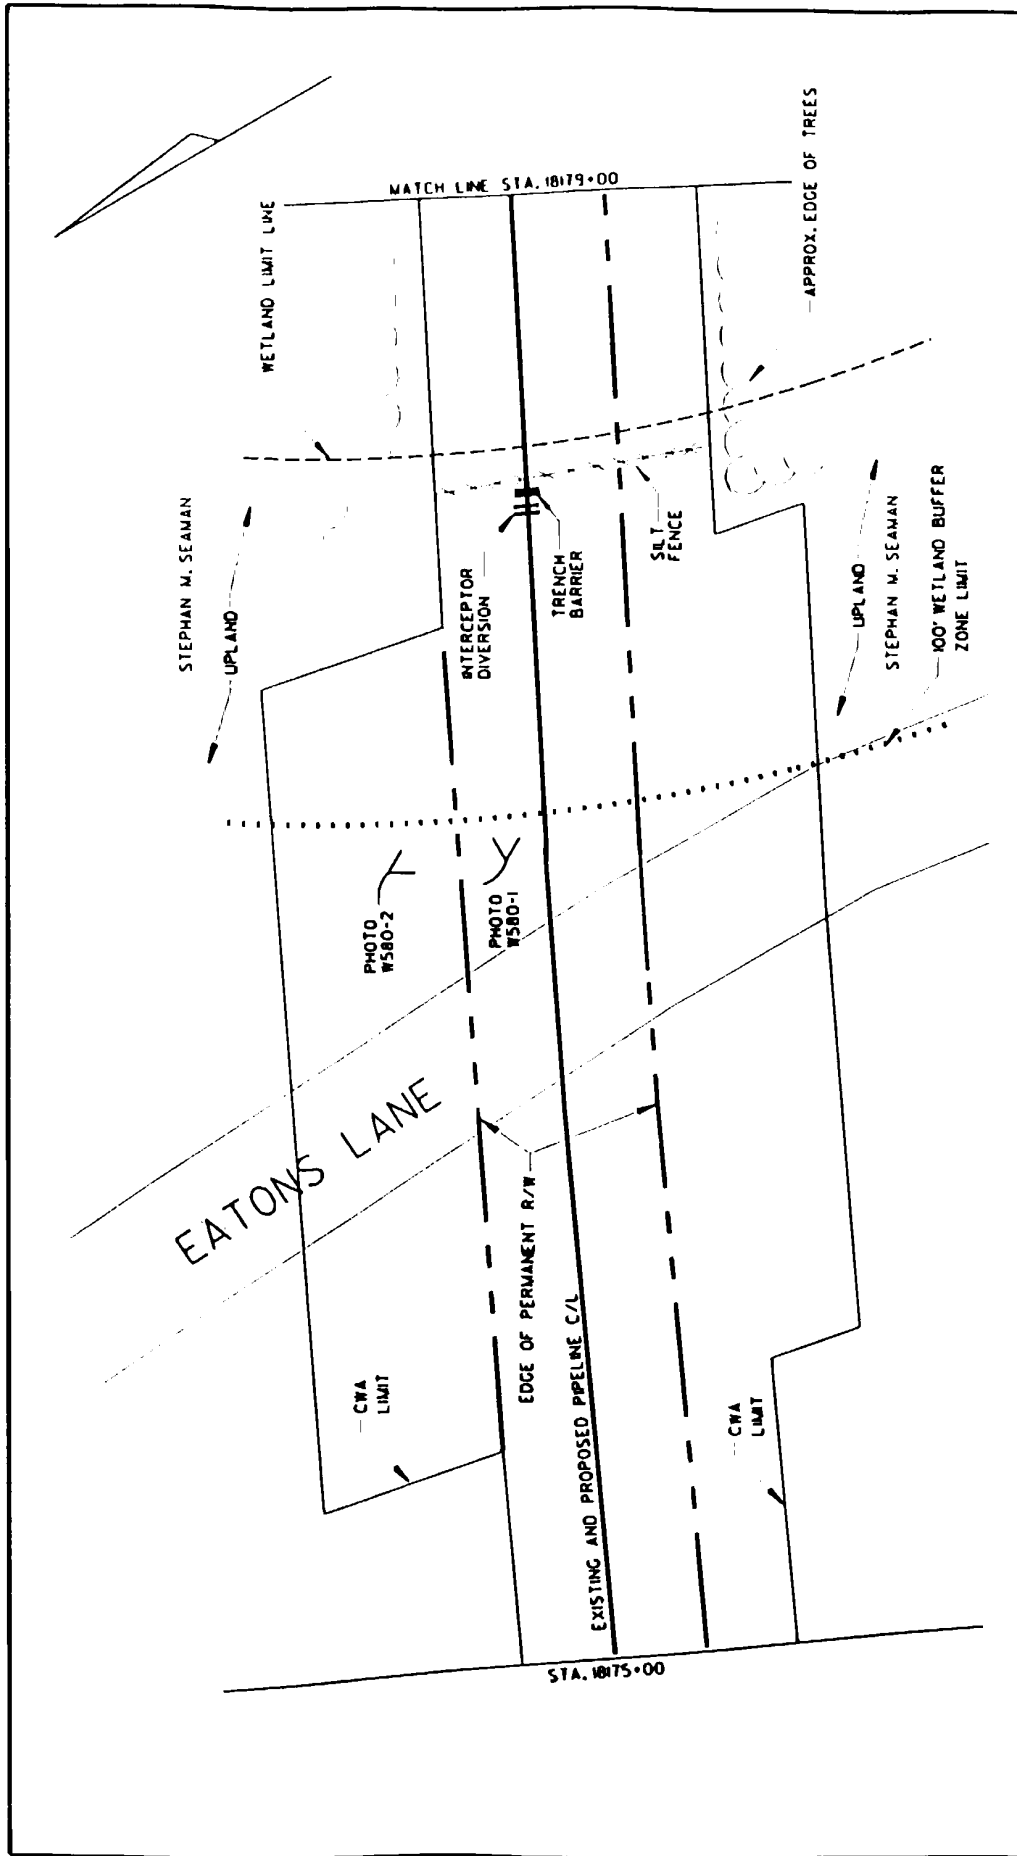 MATCH LINE STA. 18179+00
WETLAND LIMIT LINE
APPROX. EDGE OF TREES
STEPHAN M. SEAMAN
UPLAND
INTERCEPTOR
DIVERSION
TRENCH
BARRIER
SILT
FENCE
UPLAND
STEPHAN M. SEAMAN
100' WETLAND BUFFER
ZONE LIMIT
PHOTO
W580-2
PHOTO
W580-1
EATONS LANE
EDGE OF PERMANENT R/W
EXISTING AND PROPOSED PIPELINE C/L
CWA
LIMIT
CWA
LIMIT
STA. 18175+00